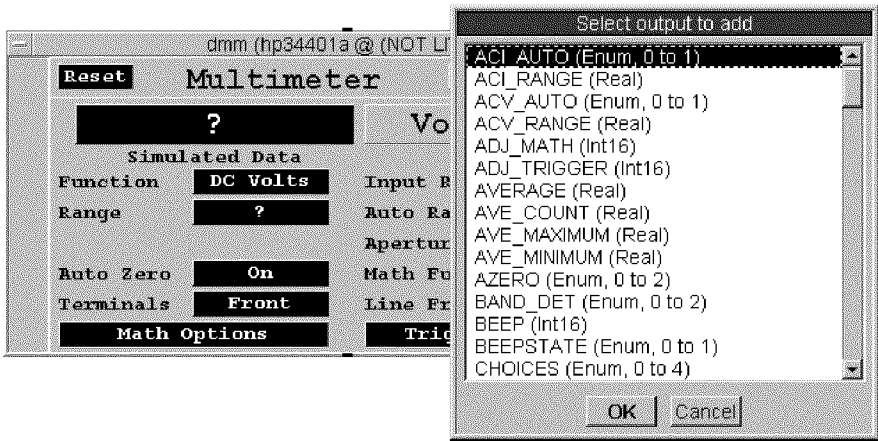 dmm (hp34401a @ (NOT LI
Reset Multimeter
? Vo
Simulated Data
Function DC Volts Input R
Range ? Auto Ra
Apertur
Auto Zero On Math Fu
Terminals Front Line Fr
Math Options Trig
Select output to add
ACI_AUTO (Enum, 0 to 1)
ACI_RANGE (Real)
ACV_AUTO (Enum, 0 to 1)
ACV_RANGE (Real)
ADJ_MATH (Int16)
ADJ_TRIGGER (Int16)
AVERAGE (Real)
AVE_COUNT (Real)
AVE_MAXIMUM (Real)
AVE_MINIMUM (Real)
AZERO (Enum, 0 to 2)
BAND_DET (Enum, 0 to 2)
BEEP (Int16)
BEEPSTATE (Enum, 0 to 1)
CHOICES (Enum, 0 to 4)
OK Cancel